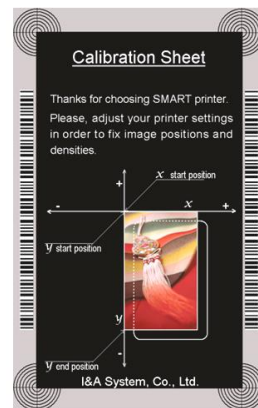 Calibration Sheet
Thanks for choosing SMART printer.
Please, adjust your printer settings
in order to fix image positions and
densities.
x start position
+
- x +
y start position
y
y end position
-
I&A System, Co., Ltd.